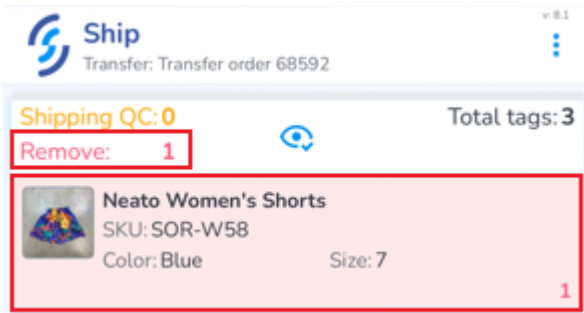 v: 8.1
Ship
Transfer: Transfer order 68592
Shipping QC: 0
Total tags: 3
Remove: 1
Neato Women's Shorts
SKU: SOR-W58
Color: Blue Size: 7
1